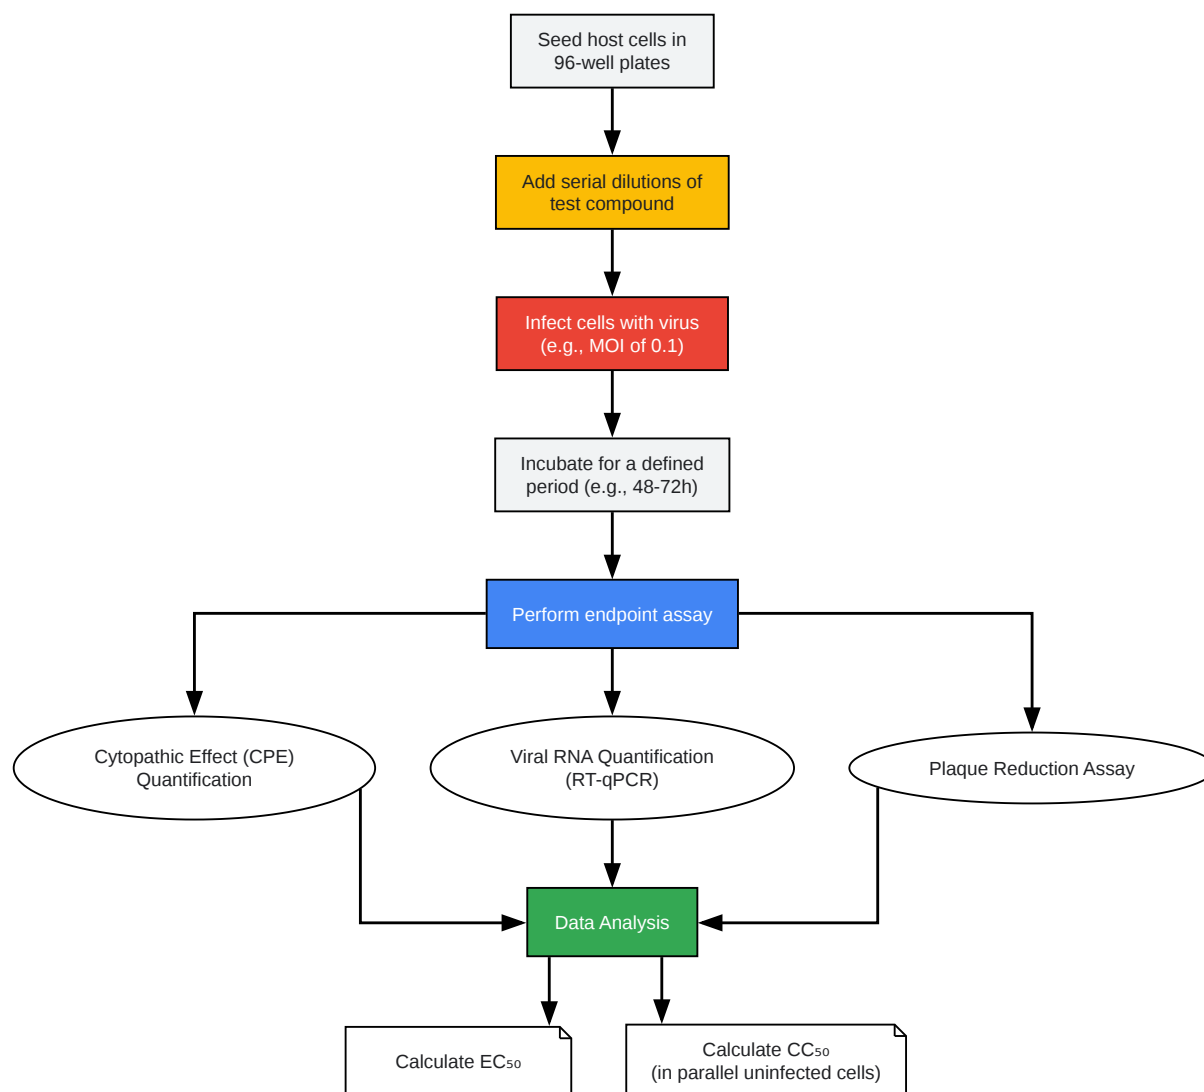 Seed host cells in
96-well plates
Add serial dilutions of
test compound
Infect cells with virus
(e.g., MOI of 0.1)
Incubate for a defined
period (e.g., 48-72h)
Perform endpoint assay
Cytopathic Effect (CPE)
Quantification
Viral RNA Quantification
(RT-qPCR)
Plaque Reduction Assay
Data Analysis
Calculate EC₅₀
Calculate CC₅₀
(in parallel uninfected cells)